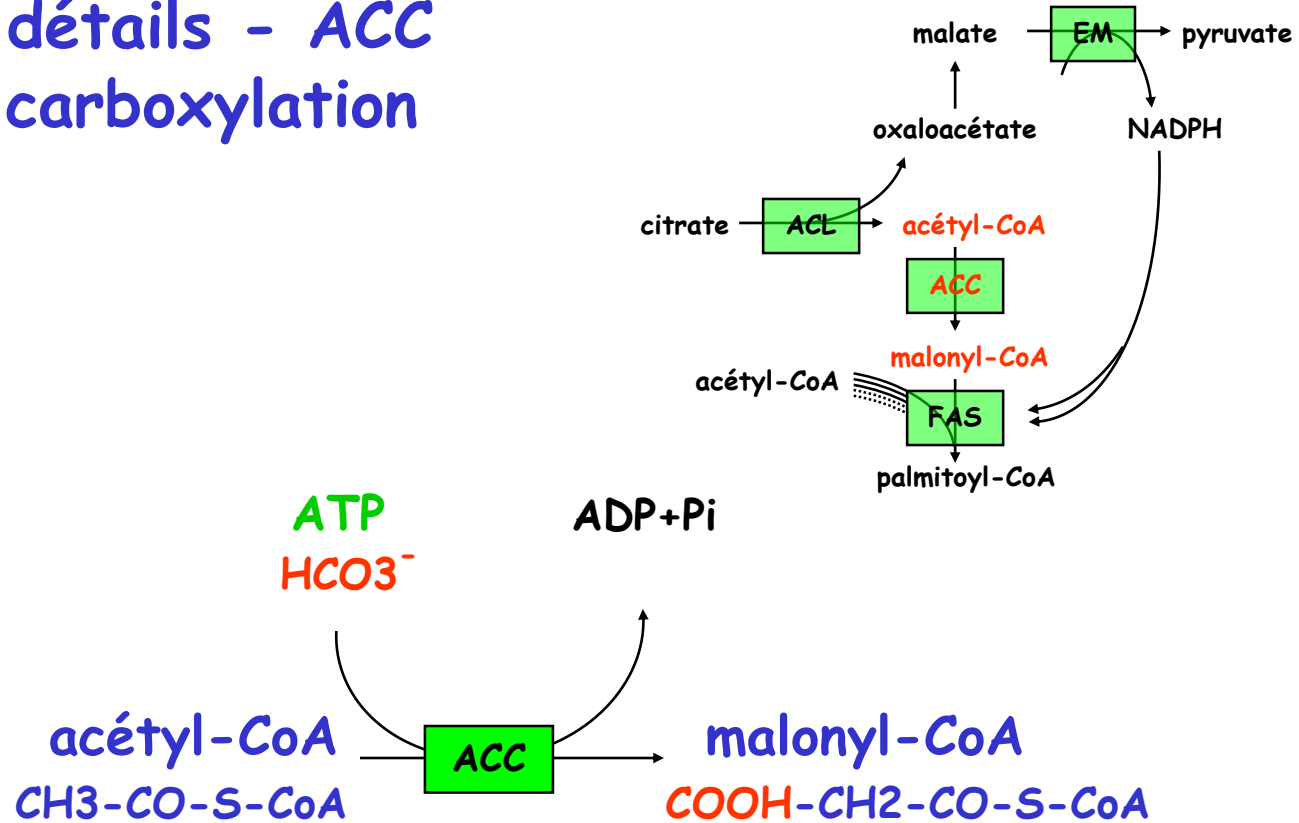 détails - ACC
carboxylation
malate EM pyruvate
oxaloacétate NADPH
citrate ACL acétyl-CoA
ACC
malonyl-CoA
acétyl-CoA
FAS
palmitoyl-CoA
ATP ADP+Pi
HCO3⁻
acétyl-CoA ACC malonyl-CoA
CH3-CO-S-CoA COOH-CH2-CO-S-CoA